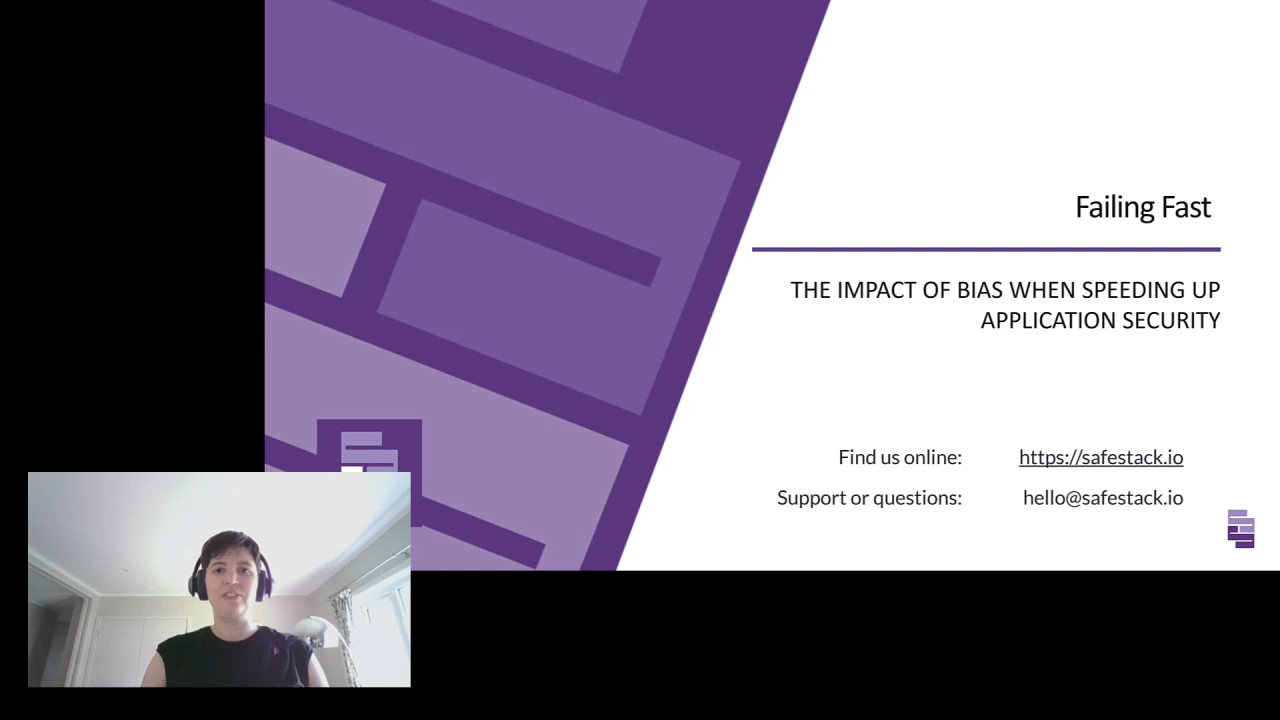 Failing Fast
THE IMPACT OF BIAS WHEN SPEEDING UP
APPLICATION SECURITY
Find us online: https://safestack.io
Support or questions: hello@safestack.io